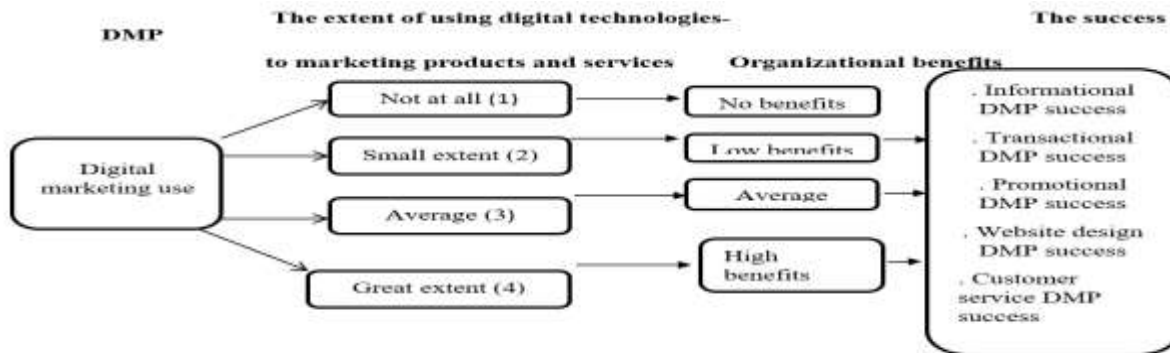 DMP
The extent of using digital technologies-
to marketing products and services
Organizational benefits
The success
Digital
marketing use
Not at all (1)
Small extent (2)
Average (3)
Great extent (4)
No benefits
Low benefits
Average
High
benefits
. Informational
DMP success
. Transactional
DMP success
. Promotional
DMP success
. Website design
DMP success
. Customer
service DMP
success